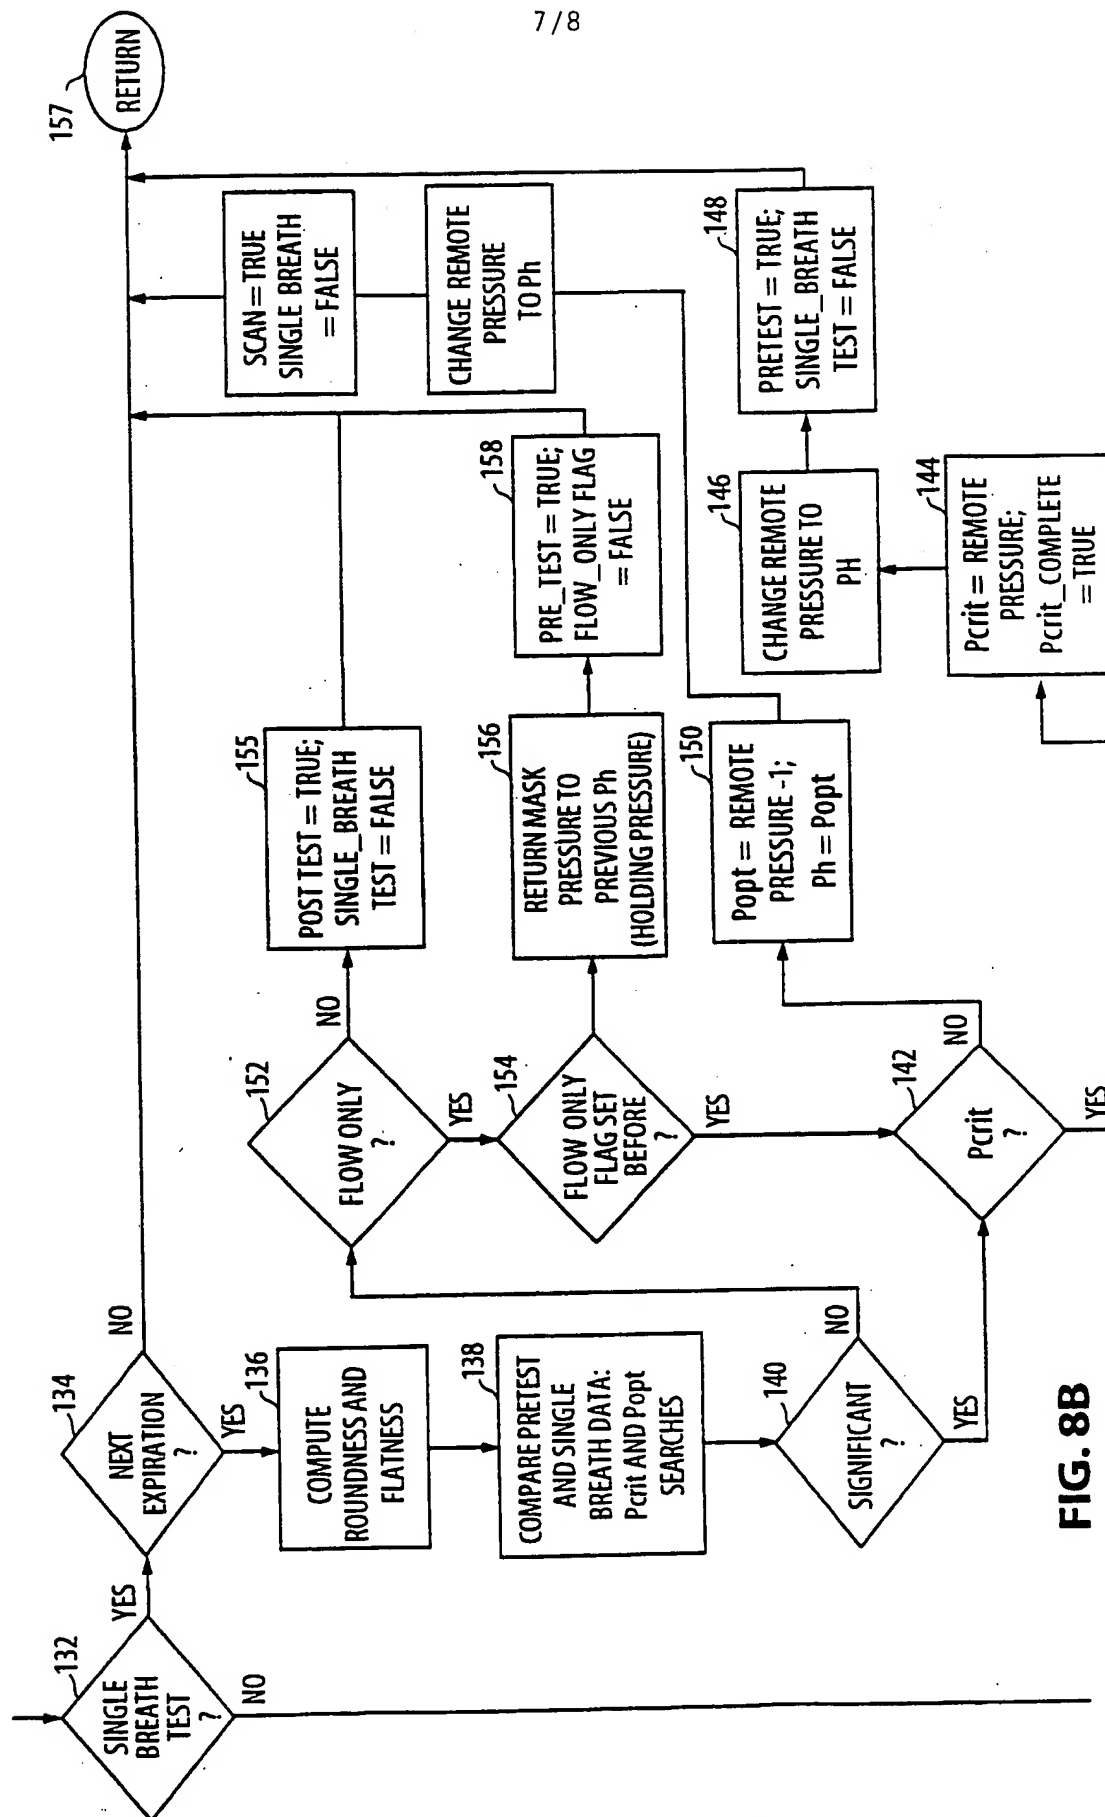 7/8
132
SINGLE
BREATH
TEST
?
YES
NO
134
NEXT
EXPIRATION
?
NO
YES
136
COMPUTE
ROUNDNESS AND
FLATNESS
138
COMPARE PRETEST
AND SINGLE
BREATH DATA:
Pcrit AND Popt
SEARCHES
140
SIGNIFICANT
?
NO
YES
152
FLOW ONLY
?
NO
YES
154
FLOW ONLY
FLAG SET
BEFORE
?
YES
142
Pcrit
?
NO
YES
155
POST TEST = TRUE;
SINGLE_BREATH
TEST = FALSE
156
RETURN MASK
PRESSURE TO
PREVIOUS Ph
(HOLDING PRESSURE)
150
Popt = REMOTE
PRESSURE -1;
Ph = Popt
158
PRE_TEST = TRUE;
FLOW_ONLY FLAG
= FALSE
146
CHANGE REMOTE
PRESSURE TO
PH
144
Pcrit = REMOTE
PRESSURE;
Pcrit_COMPLETE
= TRUE
SCAN = TRUE
SINGLE BREATH
= FALSE
CHANGE REMOTE
PRESSURE
TO Ph
148
PRETEST = TRUE;
SINGLE_BREATH
TEST = FALSE
157
RETURN
FIG. 8B